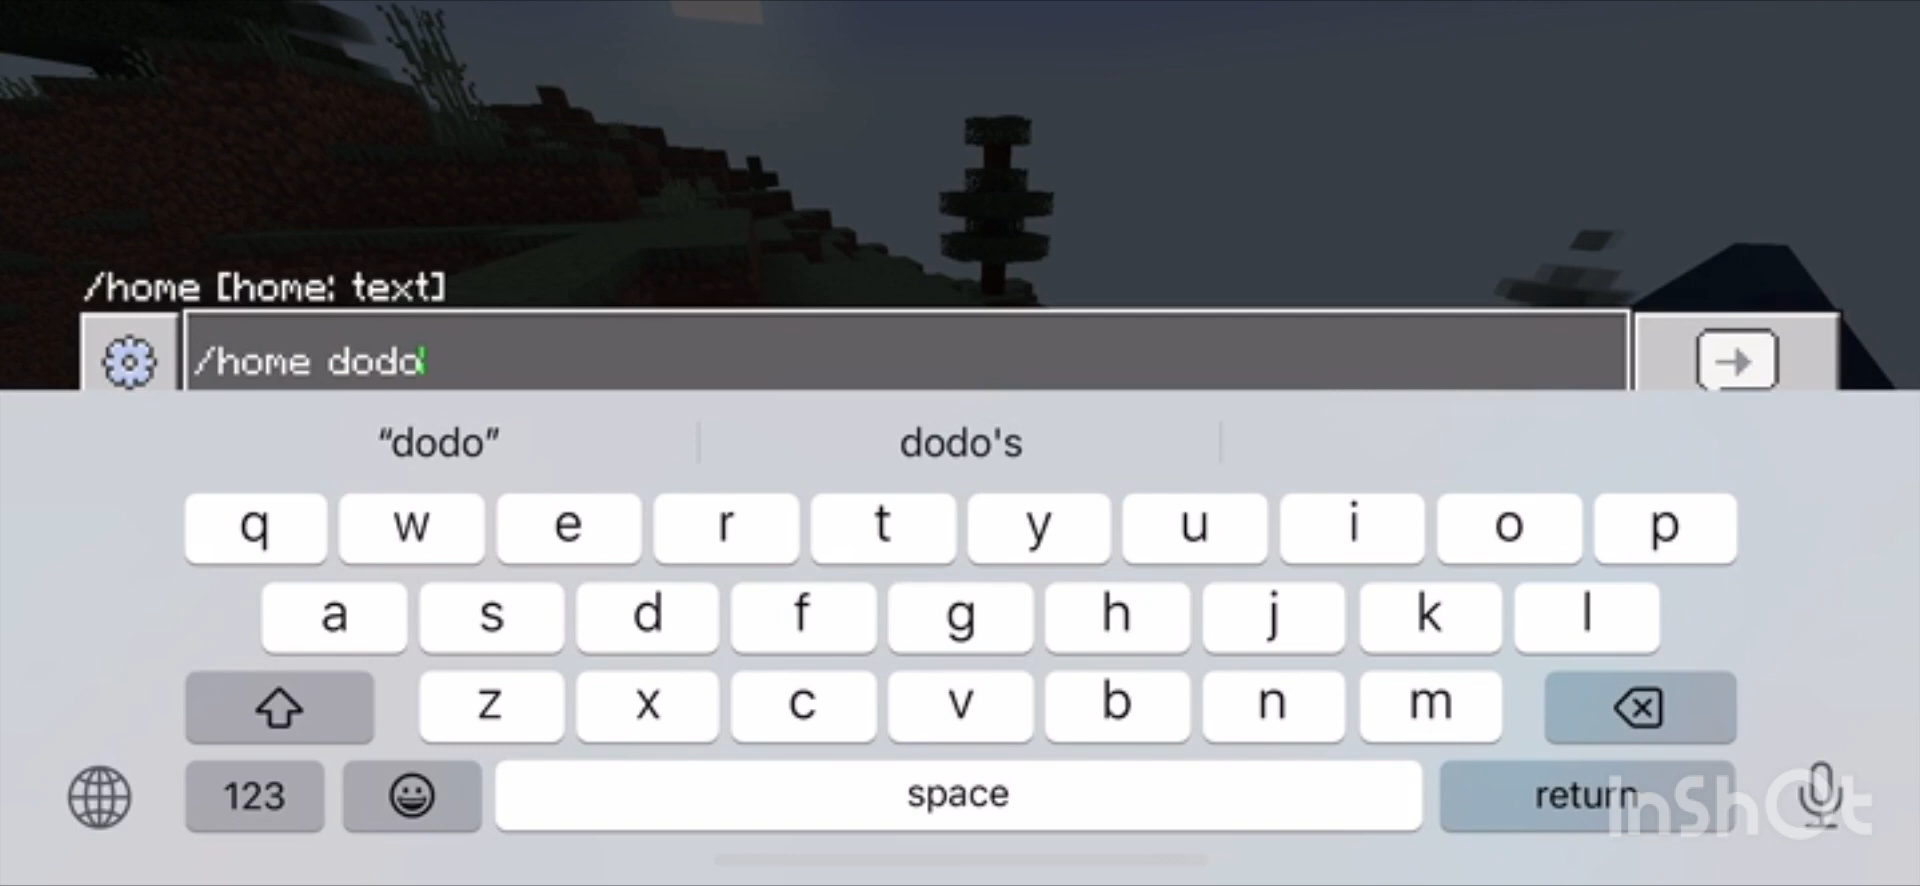 /home [home: text]
/home dodo
“dodo” dodo's
q w e r t y u i o p
a s d f g h j k l
z x c v b n m
123 space return
InShOt